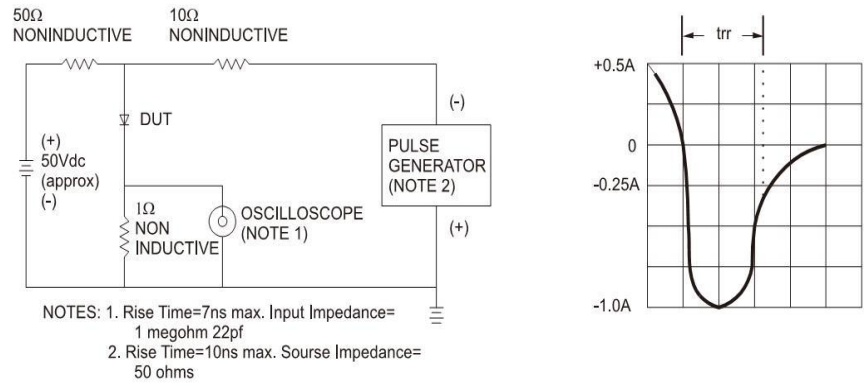 50Ω
NONINDUCTIVE
10Ω
NONINDUCTIVE
DUT
(+)
50Vdc
(approx)
(-)
1Ω
NON
INDUCTIVE
OSCILLOSCOPE
(NOTE 1)
(-)
PULSE
GENERATOR
(NOTE 2)
(+)
NOTES: 1. Rise Time=7ns max. Input Impedance=
1 megohm 22pf
2. Rise Time=10ns max. Sourse Impedance=
50 ohms
trr
+0.5A
0
-0.25A
-1.0A